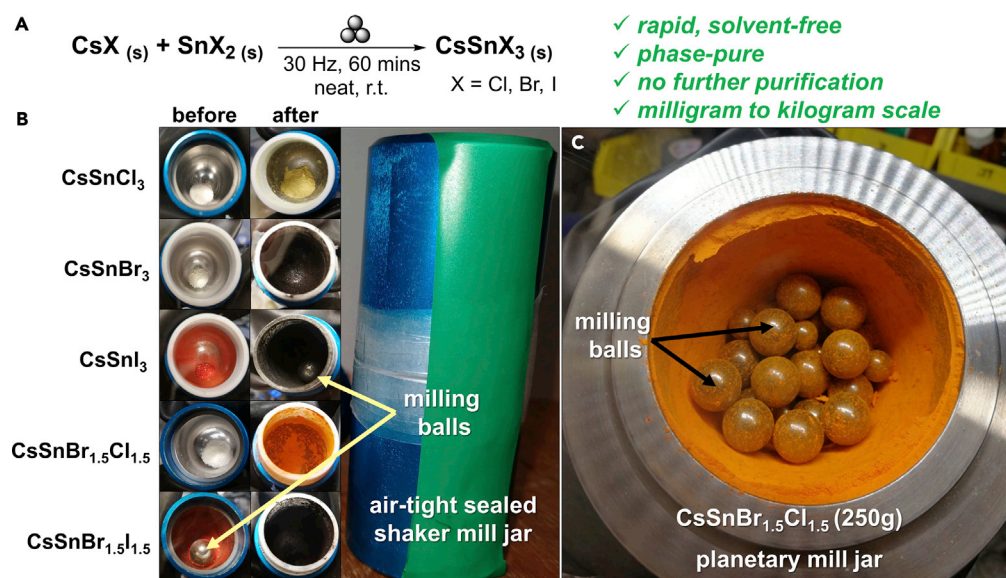 A
CsX (s) + SnX2 (s) CsSnX3 (s)
30 Hz, 60 mins
neat, r.t.
X = Cl, Br, I
✓ rapid, solvent-free
✓ phase-pure
✓ no further purification
✓ milligram to kilogram scale
B
before after
CsSnCl3
CsSnBr3
CsSnI3
CsSnBr1.5Cl1.5
CsSnBr1.5I1.5
milling
balls
air-tight sealed
shaker mill jar
C
milling
balls
CsSnBr1.5Cl1.5 (250g)
planetary mill jar